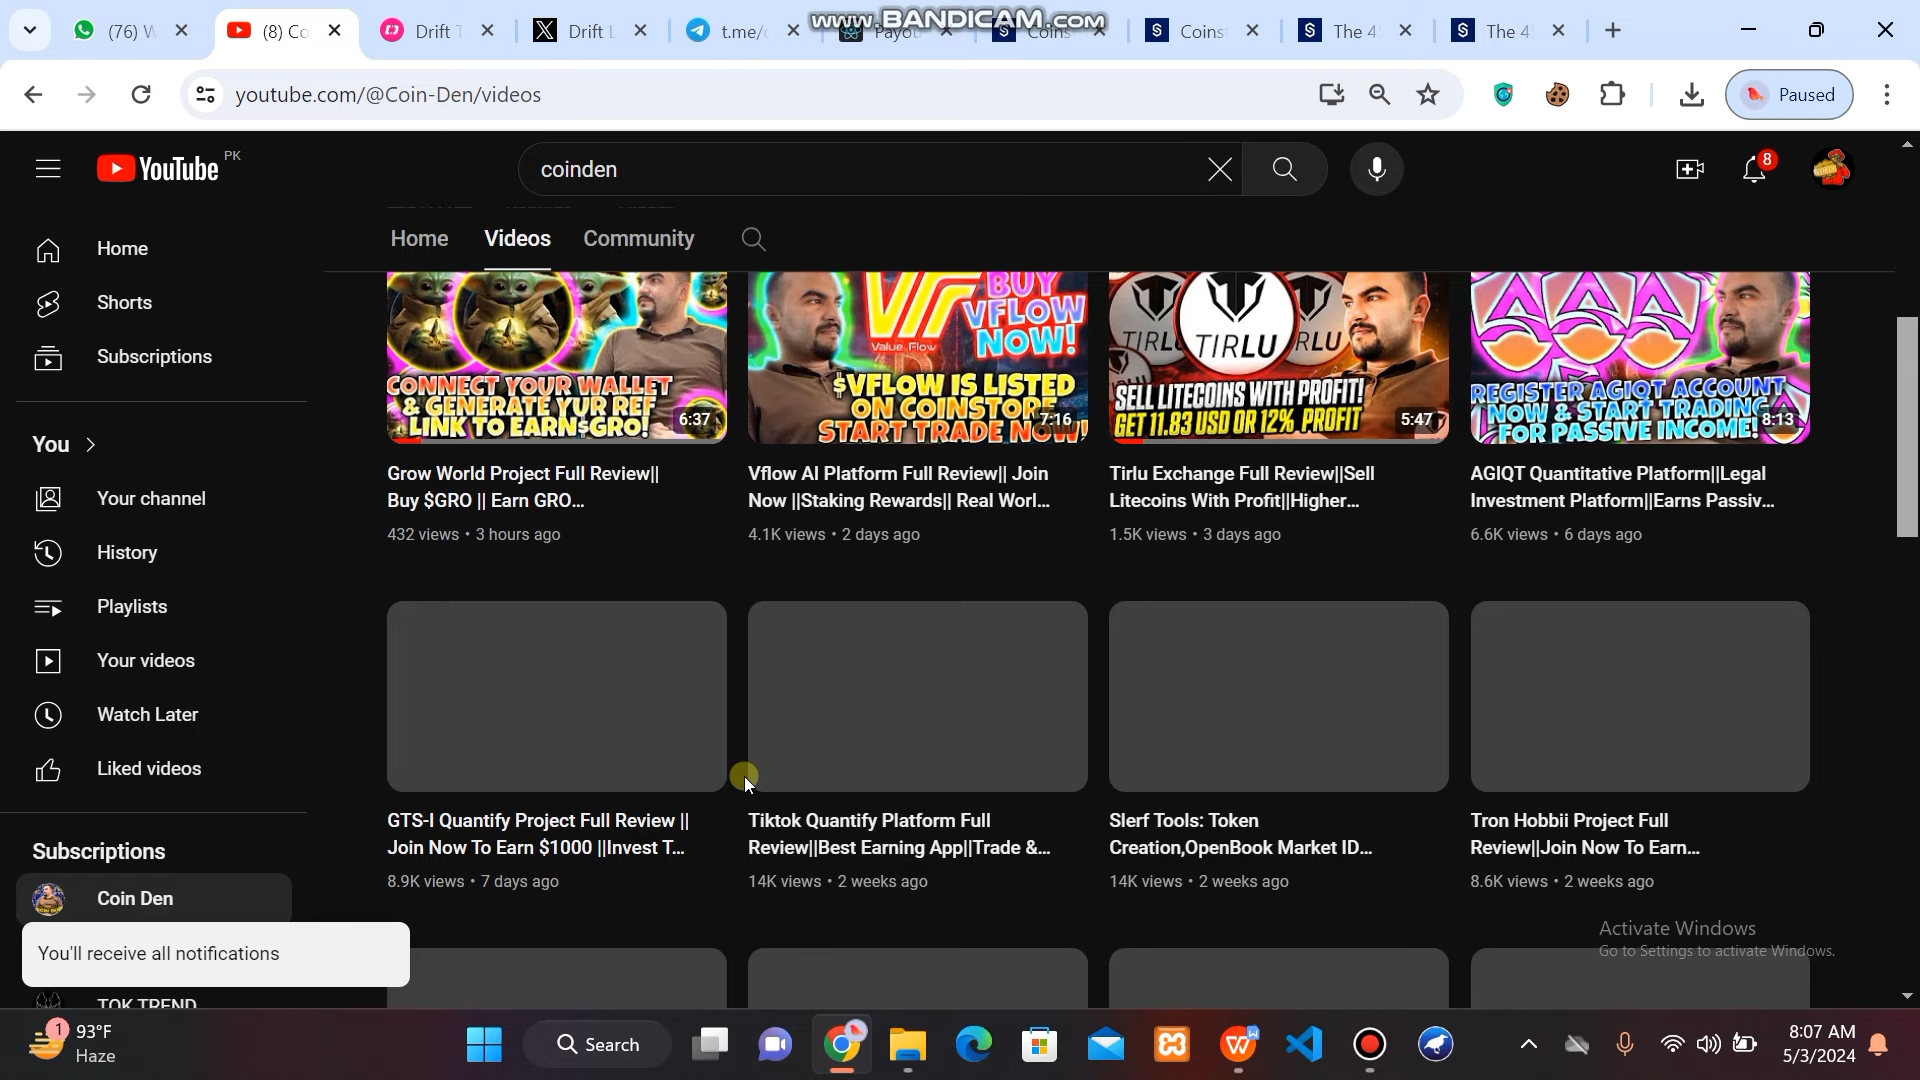 www.BANDICAM.com
(76) W
(8) Co
Drift T
Drift L
t.me/c
Payou
Coins
Coins
The 4
The 4
youtube.com/@Coin-Den/videos
Paused
YouTube PK
coinden
8
Home
Shorts
Subscriptions
You
Your channel
History
Playlists
Your videos
Watch Later
Liked videos
Subscriptions
Coin Den
You'll receive all notifications
TOK TREND
Home Videos Community
CONNECT YOUR WALLET
& GENERATE YUR REF
LINK TO EARN$GRO!
6:37
Grow World Project Full Review||
Buy $GRO || Earn GRO...
432 views • 3 hours ago
BUY
VFLOW
NOW!
Value Flow
$VFLOW IS LISTED
ON COINSTORE
START TRADE NOW!
7:16
Vflow AI Platform Full Review|| Join
Now ||Staking Rewards|| Real Worl...
4.1K views • 2 days ago
TIRLU
SELL LITECOINS WITH PROFIT!
GET 11.83 USD OR 12% PROFIT
5:47
Tirlu Exchange Full Review||Sell
Litecoins With Profit||Higher...
1.5K views • 3 days ago
REGISTER AGIQT ACCOUNT
NOW & START TRADING
FOR PASSIVE INCOME!
8:13
AGIQT Quantitative Platform||Legal
Investment Platform||Earns Passiv...
6.6K views • 6 days ago
GTS-I Quantify Project Full Review ||
Join Now To Earn $1000 ||Invest T...
8.9K views • 7 days ago
Tiktok Quantify Platform Full
Review||Best Earning App||Trade &...
14K views • 2 weeks ago
Slerf Tools: Token
Creation,OpenBook Market ID...
14K views • 2 weeks ago
Tron Hobbii Project Full
Review||Join Now To Earn...
8.6K views • 2 weeks ago
Activate Windows
Go to Settings to activate Windows.
1
93°F
Haze
Search
8:07 AM
5/3/2024